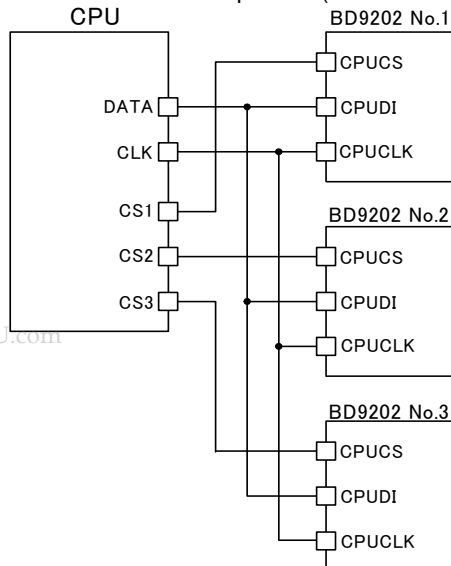 CPU
DATA
CLK
CS1
CS2
CS3
U.com
BD9202 No.1
CPUCS
CPUDI
CPUCLK
BD9202 No.2
CPUCS
CPUDI
CPUCLK
BD9202 No.3
CPUCS
CPUDI
CPUCLK